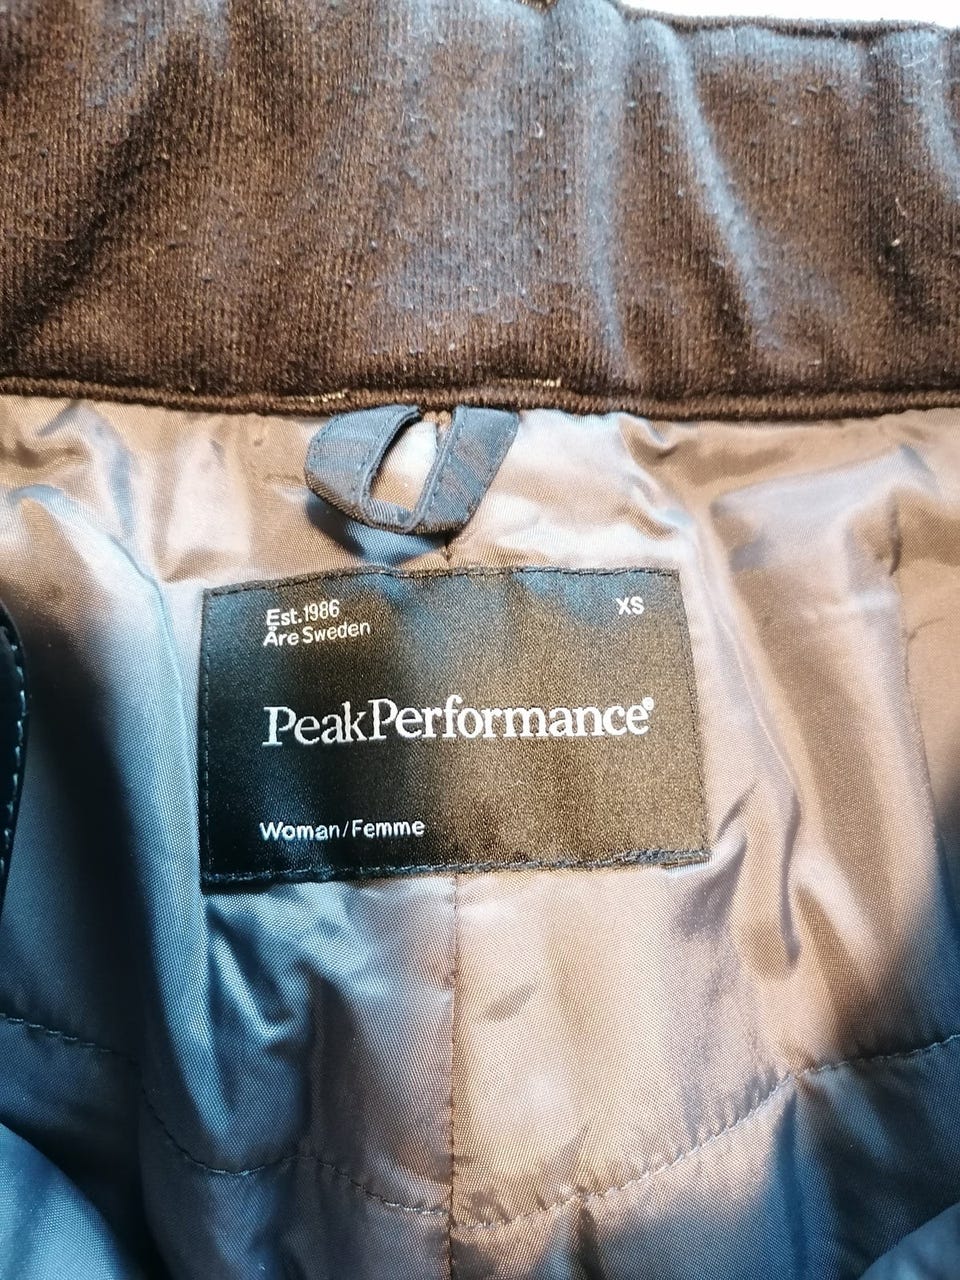 Est.1986
XS
Åre Sweden
PeakPerformance®
Woman/Femme